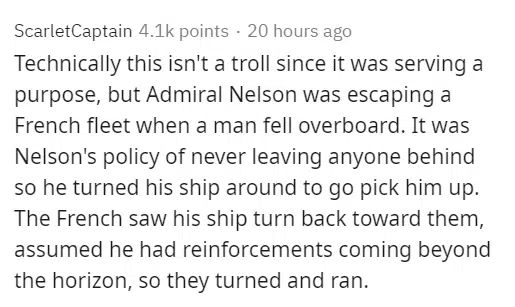 ScarletCaptain 4.1k points · 20 hours ago
Technically this isn't a troll since it was serving a
purpose, but Admiral Nelson was escaping a
French fleet when a man fell overboard. It was
Nelson's policy of never leaving anyone behind
so he turned his ship around to go pick him up.
The French saw his ship turn back toward them,
assumed he had reinforcements coming beyond
the horizon, so they turned and ran.